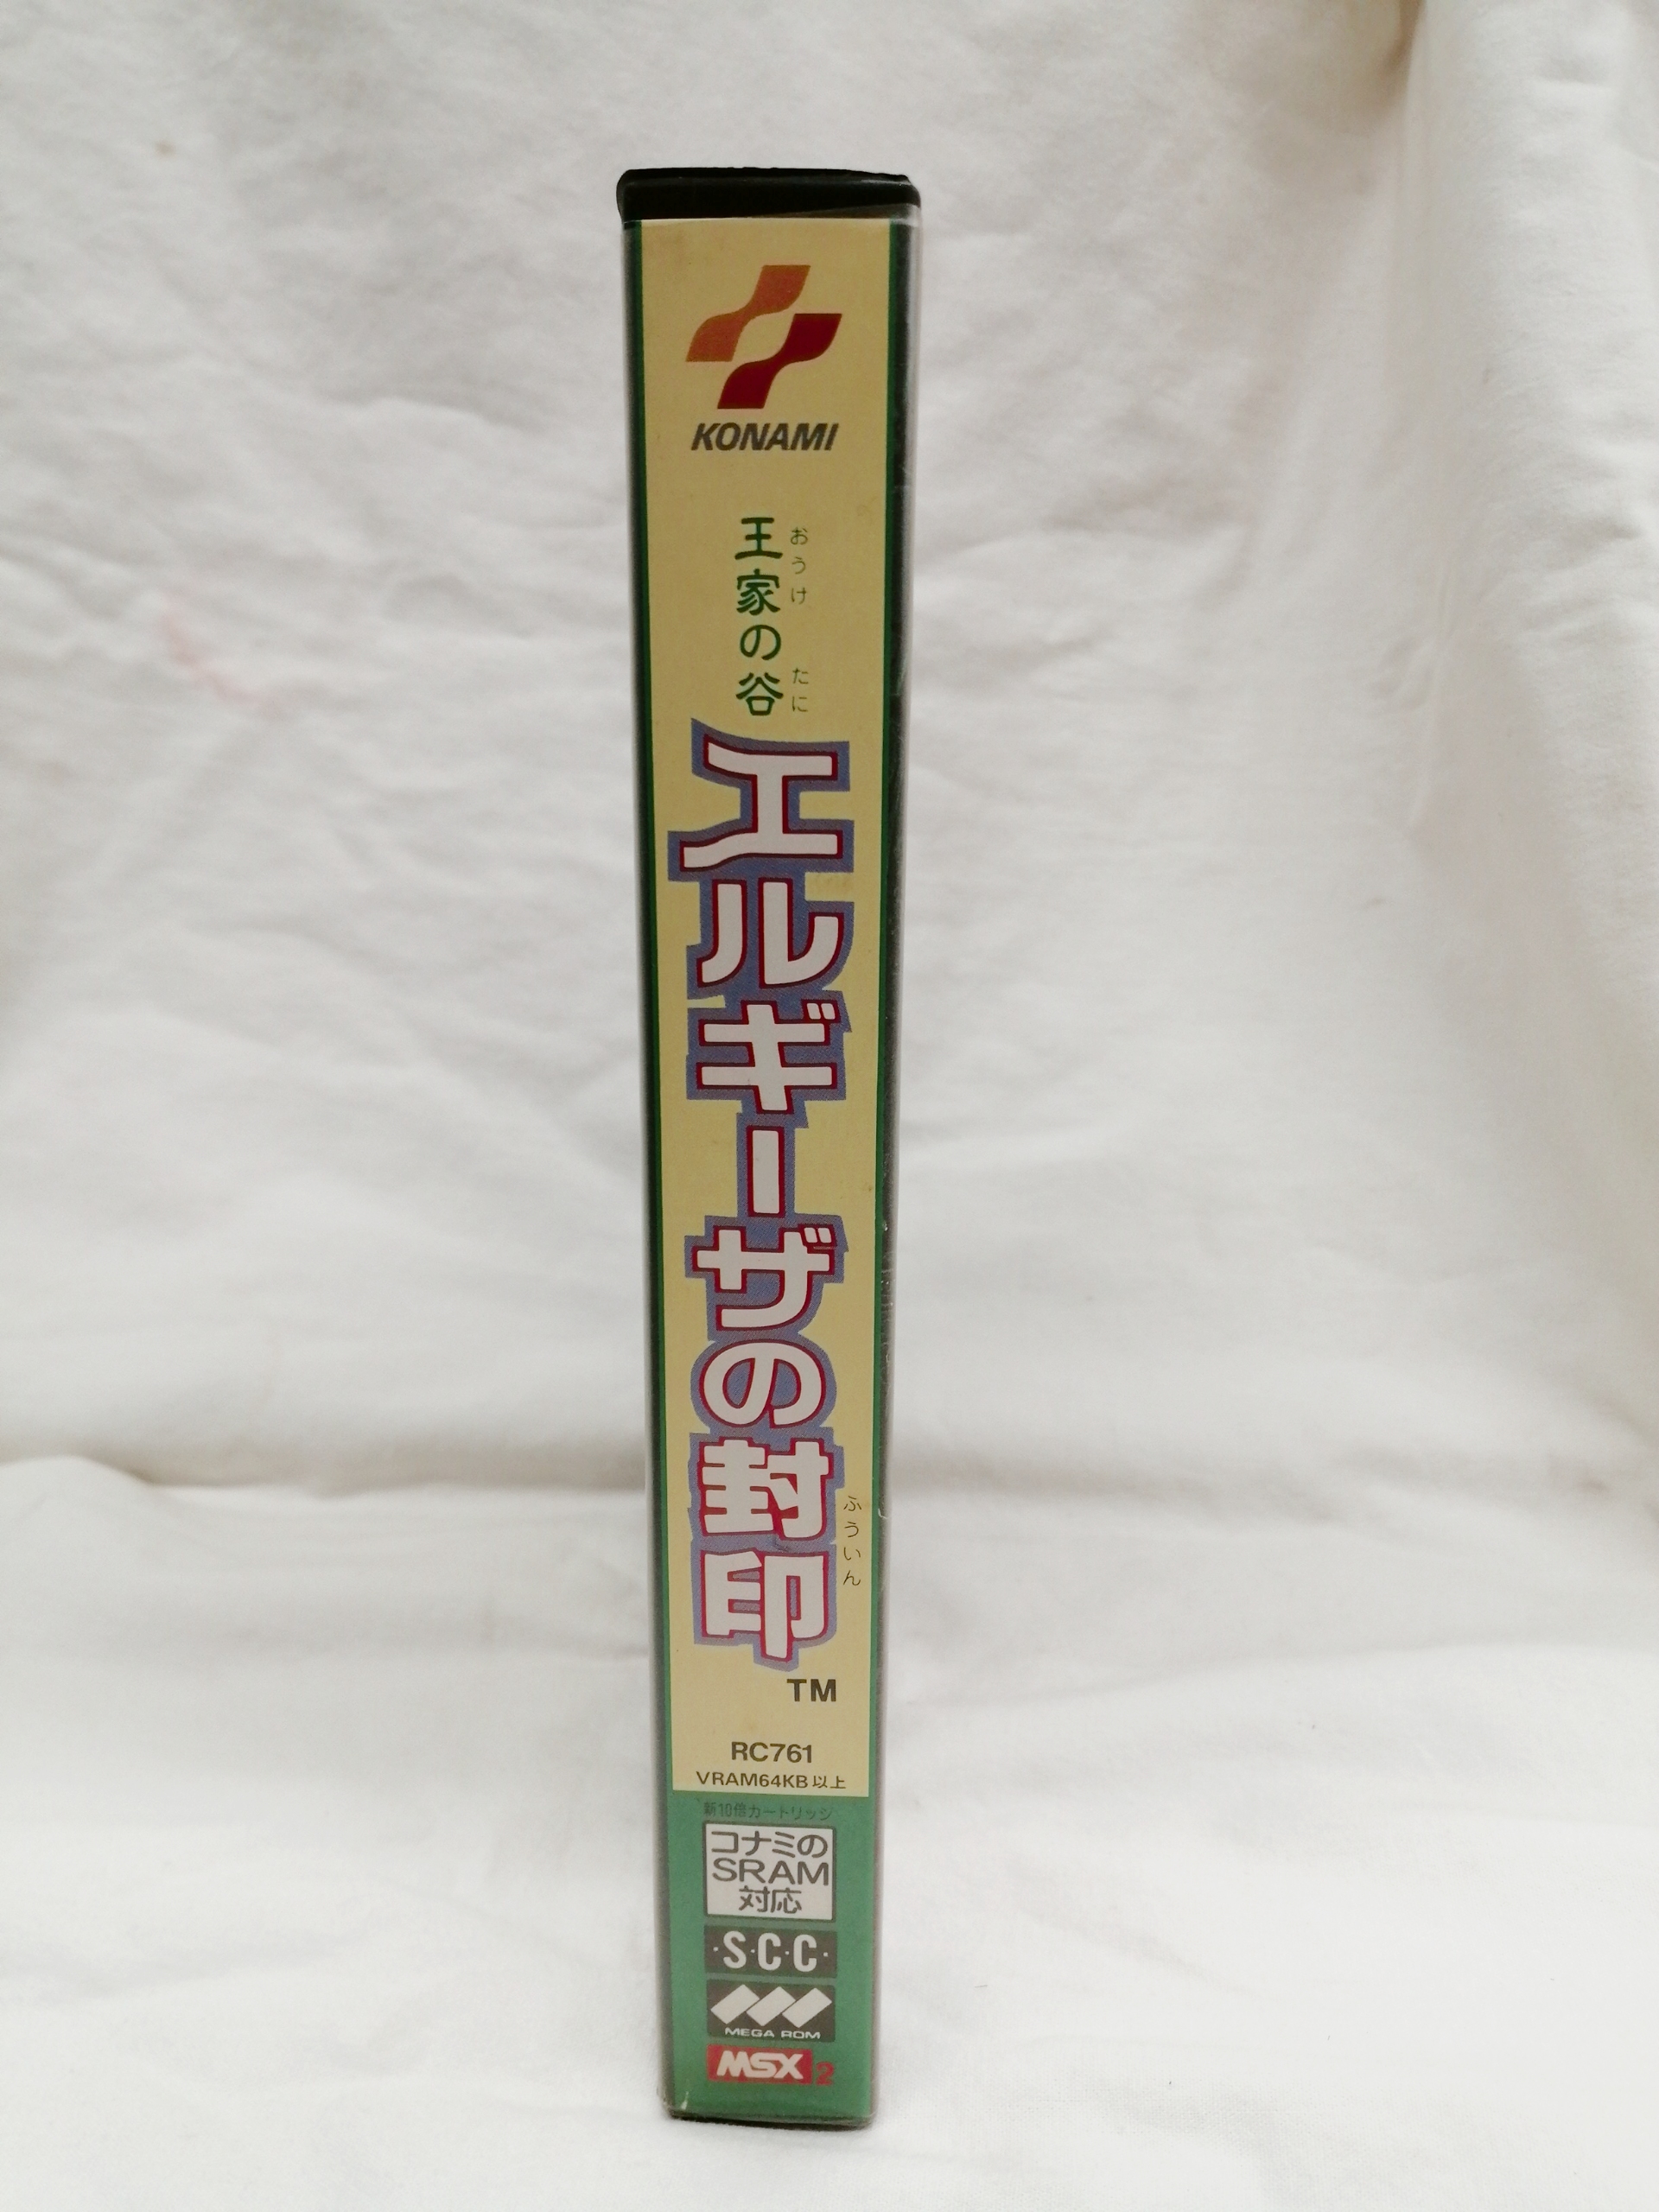 KONAMI
王家の谷
おうけ
たに
エルギーザの封印
ふういん
TM
RC761
VRAM64KB以上
新10倍カートリッジ
コナミの
SRAM
対応
·S·C·C·
MEGA ROM
MSX2